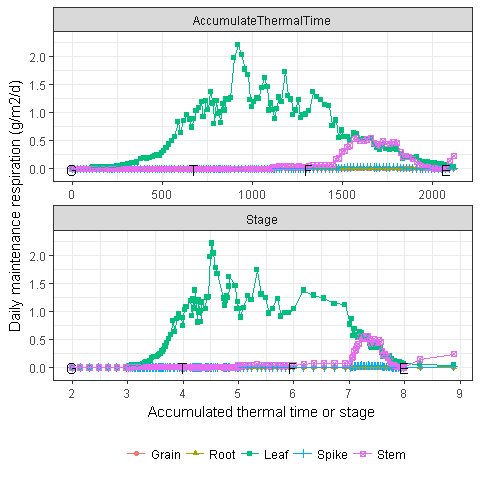 AccumulateThermalTime
2.0
1.5
1.0
0.5
0.0
0 500 1000 1500 2000
Stage
2.0
1.5
1.0
0.5
0.0
2 3 4 5 6 7 8 9
Daily maintenance respiration (g/m2/d)
Accumulated thermal time or stage
Grain Root Leaf Spike Stem